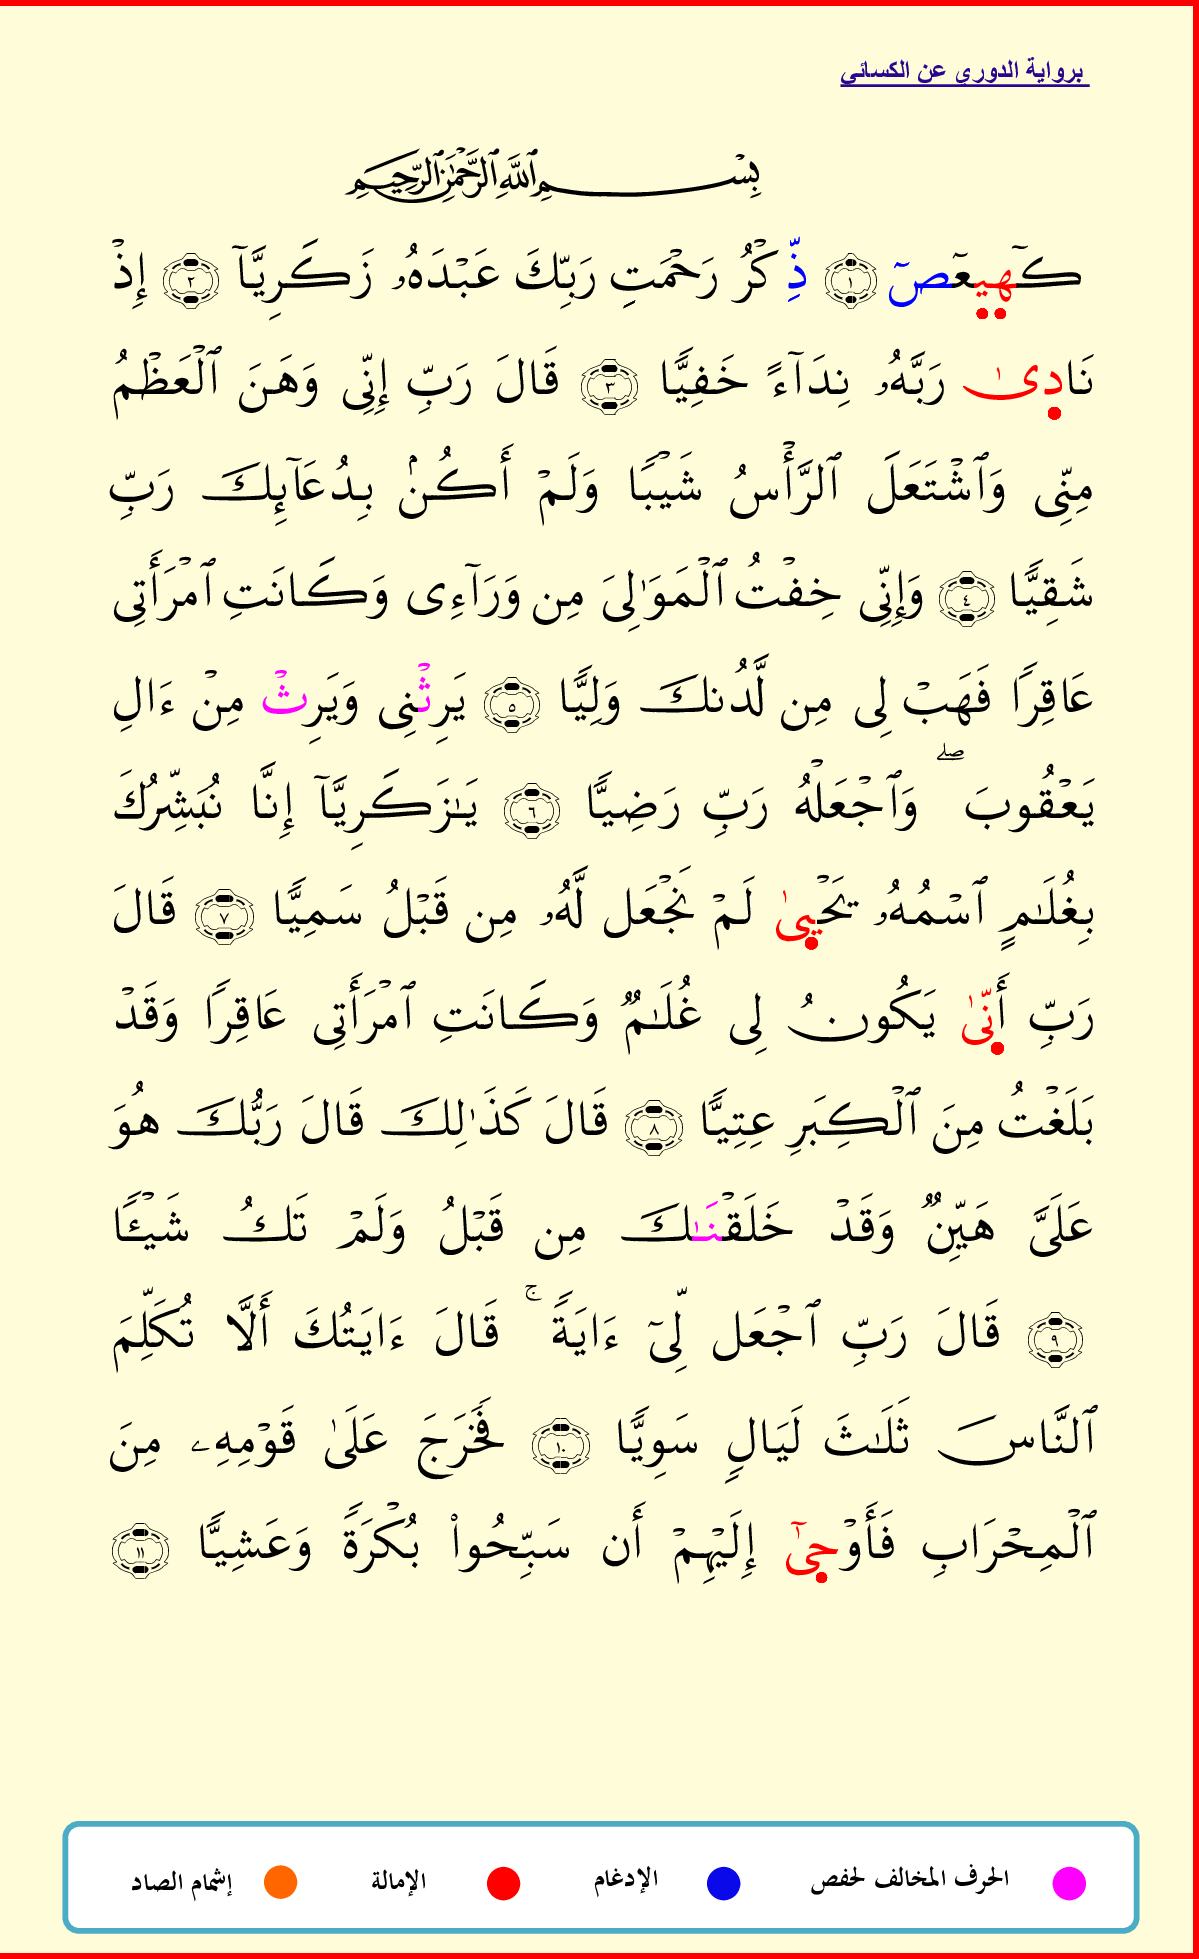 برواية الدوري عن الكسائي
بِسْمِ ٱللَّهِ ٱلرَّحْمَٰنِ ٱلرَّحِيمِ
كٓهيعٓصٓ ١ ذِّكْرُ رَحْمَتِ رَبِّكَ عَبْدَهُۥ زَكَرِيَّآ ٢ إِذْ
نَادىٰ رَبَّهُۥ نِدَآءً خَفِيًّا ٣ قَالَ رَبِّ إِنِّى وَهَنَ ٱلْعَظْمُ
مِنِّى وَٱشْتَعَلَ ٱلرَّأْسُ شَيْبًا وَلَمْ أَكُنۢ بِدُعَآئِكَ رَبِّ
شَقِيًّا ٤ وَإِنِّى خِفْتُ ٱلْمَوَٰلِىَ مِن وَرَآءِى وَكَانَتِ ٱمْرَأَتِى
عَاقِرًا فَهَبْ لِى مِن لَّدُنكَ وَلِيًّا ٥ يَرِثْنِى وَيَرِثْ مِنْ ءَالِ
يَعْقُوبَ ۖ وَٱجْعَلْهُ رَبِّ رَضِيًّا ٦ يَـٰزَكَرِيَّآ إِنَّا نُبَشِّرُكَ
بِغُلَـٰمٍ ٱسْمُهُۥ يَحْيىٰ لَمْ نَجْعَل لَّهُۥ مِن قَبْلُ سَمِيًّا ٧ قَالَ
رَبِّ أَنّىٰ يَكُونُ لِى غُلَـٰمٌ وَكَانَتِ ٱمْرَأَتِى عَاقِرًا وَقَدْ
بَلَغْتُ مِنَ ٱلْكِبَرِ عِتِيًّا ٨ قَالَ كَذَٰلِكَ قَالَ رَبُّكَ هُوَ
عَلَىَّ هَيِّنٌ وَقَدْ خَلَقْنَـٰكَ مِن قَبْلُ وَلَمْ تَكُ شَيْـًٔا
٩ قَالَ رَبِّ ٱجْعَل لِّىٓ ءَايَةً ۚ قَالَ ءَايَتُكَ أَلَّا تُكَلِّمَ
ٱلنَّاسَ ثَلَـٰثَ لَيَالٍ سَوِيًّا ١٠ فَخَرَجَ عَلَىٰ قَوْمِهِۦ مِنَ
ٱلْمِحْرَابِ فَأَوْحىٰٓ إِلَيْهِمْ أَن سَبِّحُوا۟ بُكْرَةً وَعَشِيًّا ١١
الحرف المخالف لحفص الإدغام الإمالة إشمام الصاد